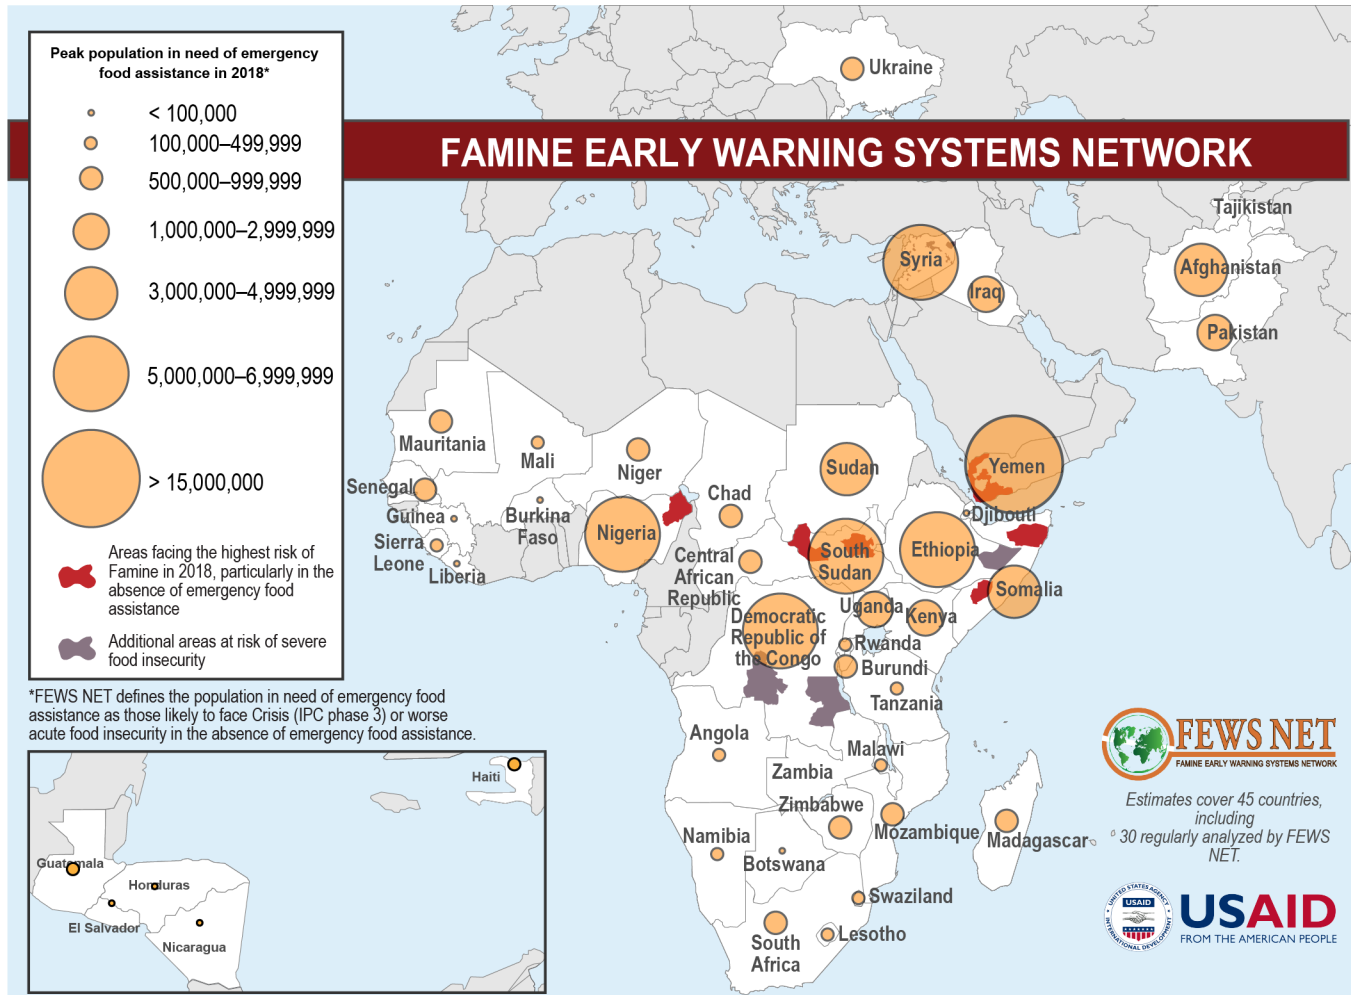 Peak population in need of emergency
food assistance in 2018*
< 100,000
100,000–499,999
500,000–999,999
1,000,000–2,999,999
3,000,000–4,999,999
5,000,000–6,999,999
> 15,000,000
Areas facing the highest risk of
Famine in 2018, particularly in the
absence of emergency food
assistance
Additional areas at risk of severe
food insecurity
*FEWS NET defines the population in need of emergency food
assistance as those likely to face Crisis (IPC phase 3) or worse
acute food insecurity in the absence of emergency food assistance.
FAMINE EARLY WARNING SYSTEMS NETWORK
Ukraine
Tajikistan
Syria
Iraq
Afghanistan
Pakistan
Mauritania
Mali
Niger
Sudan
Yemen
Senegal
Guinea
Burkina
Faso
Nigeria
Chad
Djibouti
Sierra
Leone
Liberia
Central
African
Republic
South
Sudan
Ethiopia
Somalia
Democratic
Republic of
the Congo
Uganda
Kenya
Rwanda
Burundi
Tanzania
Angola
Malawi
Zambia
Zimbabwe
Mozambique
Madagascar
Namibia
Botswana
Swaziland
South
Africa
Lesotho
Haiti
Guatemala
Honduras
El Salvador
Nicaragua
FEWS NET
FAMINE EARLY WARNING SYSTEMS NETWORK
Estimates cover 45 countries,
including
30 regularly analyzed by FEWS
NET.
UNITED STATES AGENCY
USAID
INTERNATIONAL DEVELOPMENT
USAID
FROM THE AMERICAN PEOPLE